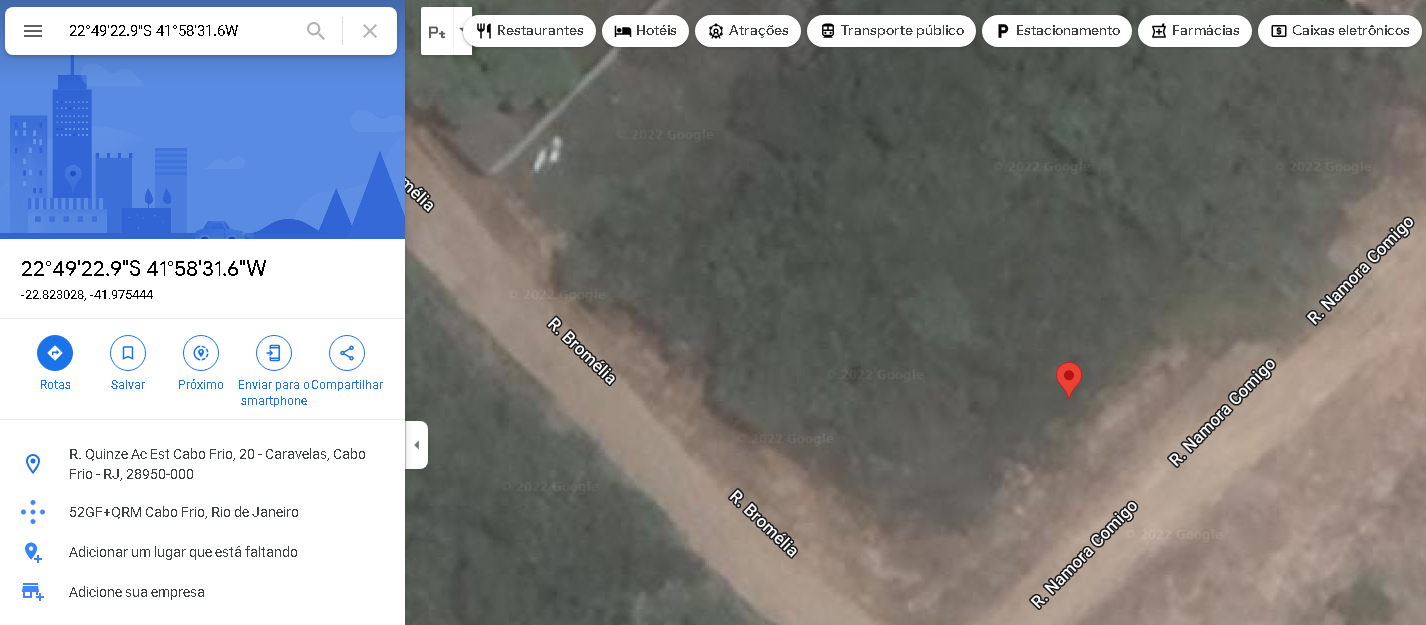 22°49'22.9"S 41°58'31.6W
Pt
Restaurantes
Hotéis
Atrações
Transporte público
Estacionamento
Farmácias
Caixas eletrônicos
22°49'22.9"S 41°58'31.6"W
-22.823028, -41.975444
Rotas
Salvar
Próximo
Enviar para o
smartphone
Compartilhar
R. Quinze Ac Est Cabo Frio, 20 - Caravelas, Cabo
Frio - RJ, 28950-000
52GF+QRM Cabo Frio, Rio de Janeiro
Adicionar um lugar que está faltando
Adicione sua empresa
© 2022 Google
© 2022 Google
© 2022 Google
mélia
R. Namora Comigo
© 2022 Google
R. Bromélia
© 2022 Google
R. Namora Comigo
© 2022 Google
© 2022 Google
R. Bromélia
© 2022 Google
R. Namora Comigo